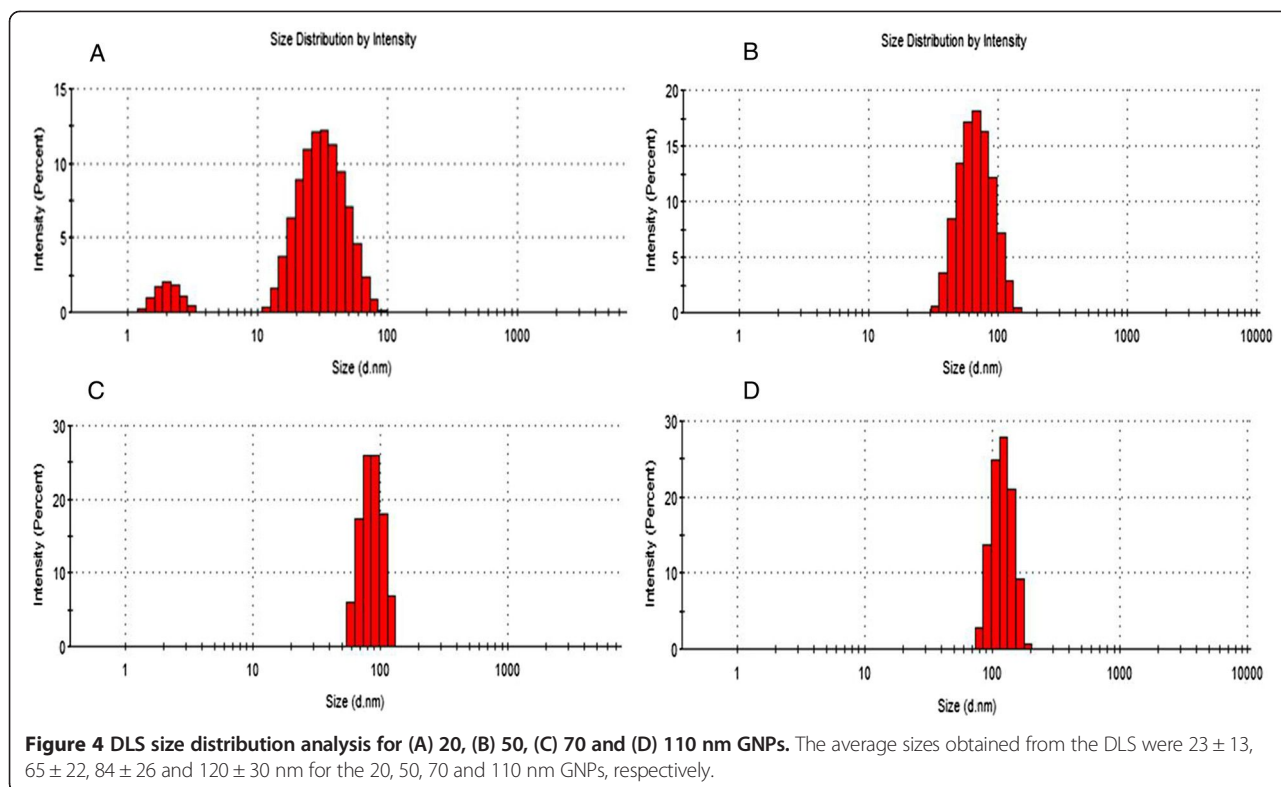 A
Size Distribution by Intensity
Intensity (Percent)
15
10
5
0
1 10 100 1000
Size (d.nm)
B
Size Distribution by Intensity
Intensity (Percent)
20
15
10
5
0
1 10 100 1000 10000
Size (d.nm)
C
Intensity (Percent)
30
20
10
0
1 10 100 1000
Size (d.nm)
D
Intensity (Percent)
30
20
10
0
1 10 100 1000 10000
Size (d.nm)
Figure 4 DLS size distribution analysis for (A) 20, (B) 50, (C) 70 and (D) 110 nm GNPs. The average sizes obtained from the DLS were 23 ± 13,
65 ± 22, 84 ± 26 and 120 ± 30 nm for the 20, 50, 70 and 110 nm GNPs, respectively.